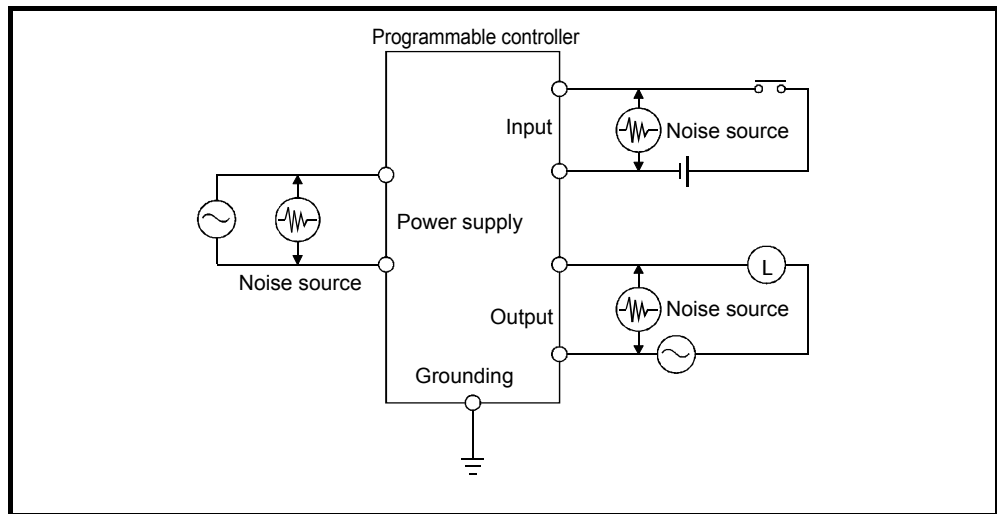 Programmable controller
Input
Noise source
Power supply
Noise source
L
Noise source
Output
Grounding